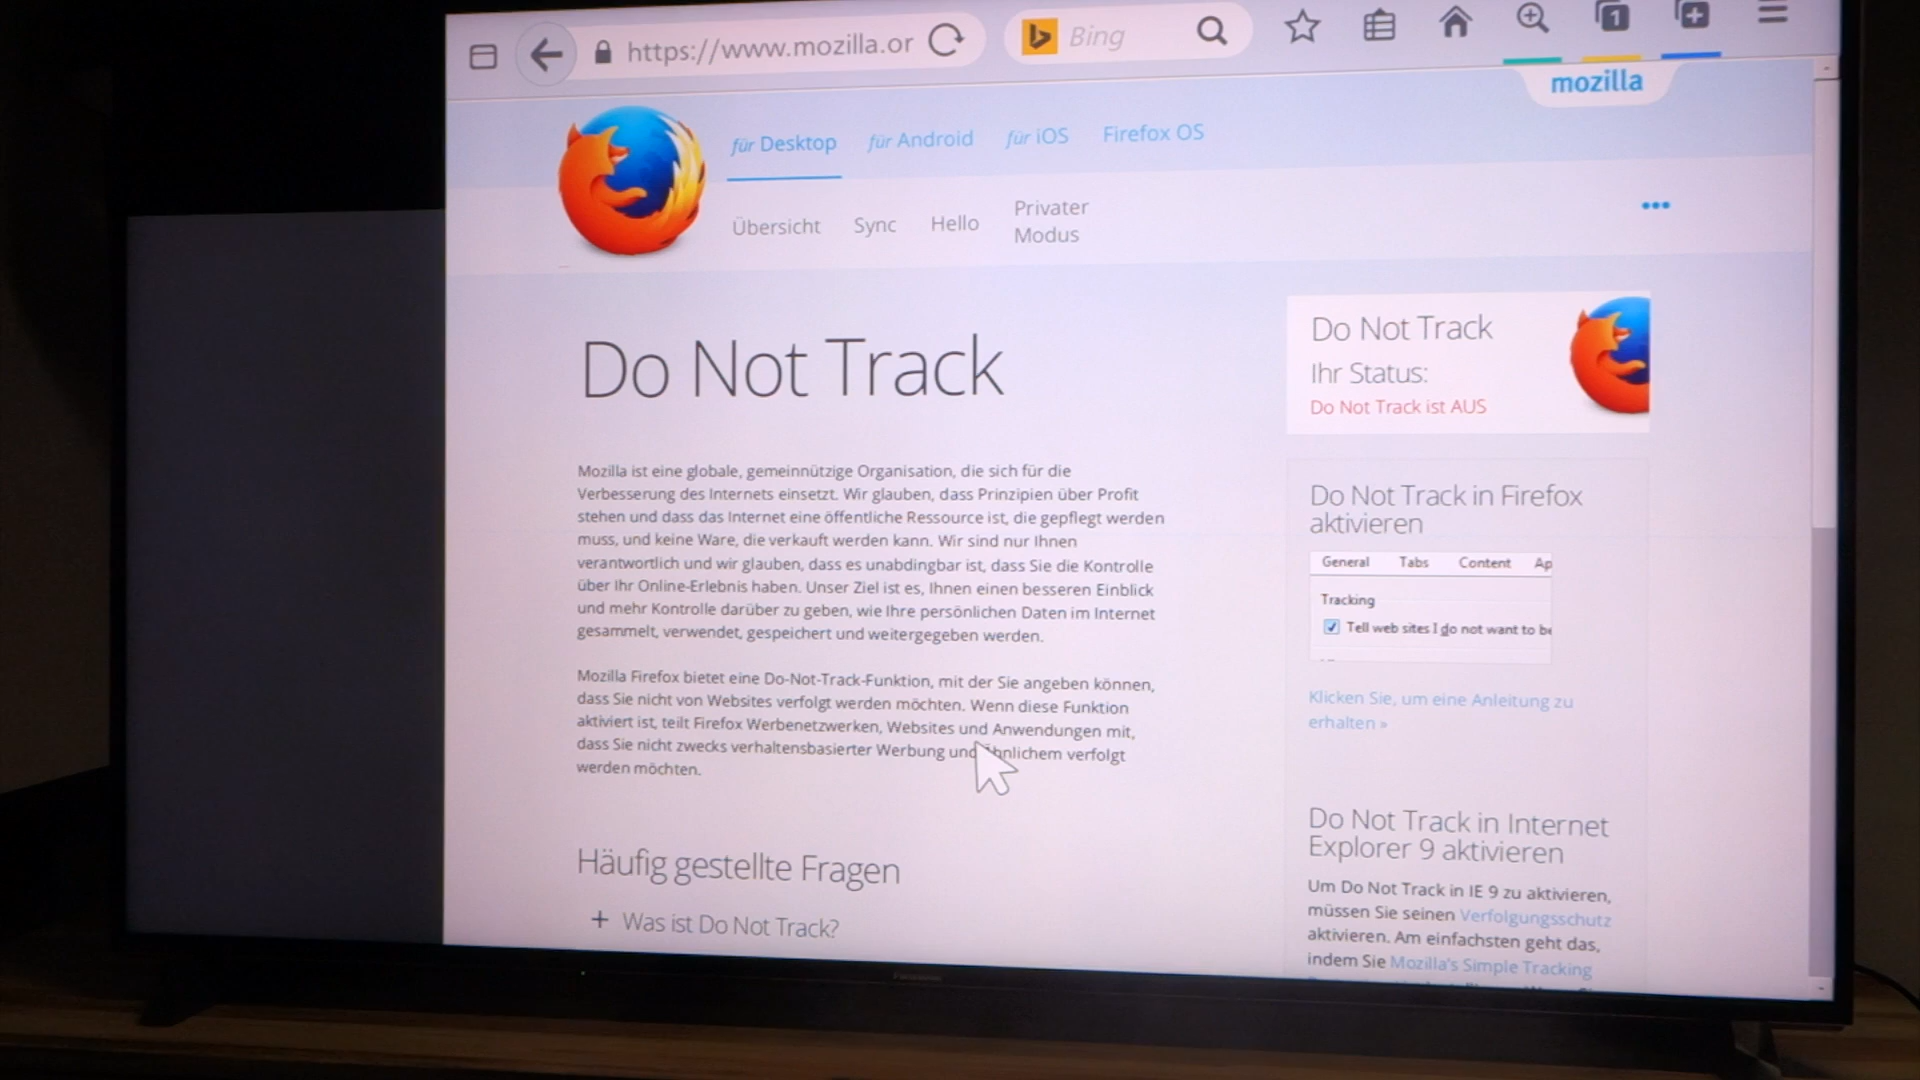 https://www.mozilla.or
Bing
1
mozilla
für Desktop für Android für iOS Firefox OS
Übersicht Sync Hello Privater Modus
Do Not Track
Mozilla ist eine globale, gemeinnützige Organisation, die sich für die
Verbesserung des Internets einsetzt. Wir glauben, dass Prinzipien über Profit
stehen und dass das Internet eine öffentliche Ressource ist, die gepflegt werden
muss, und keine Ware, die verkauft werden kann. Wir sind nur Ihnen
verantwortlich und wir glauben, dass es unabdingbar ist, dass Sie die Kontrolle
über Ihr Online-Erlebnis haben. Unser Ziel ist es, Ihnen einen besseren Einblick
und mehr Kontrolle darüber zu geben, wie Ihre persönlichen Daten im Internet
gesammelt, verwendet, gespeichert und weitergegeben werden.
Mozilla Firefox bietet eine Do-Not-Track-Funktion, mit der Sie angeben können,
dass Sie nicht von Websites verfolgt werden möchten. Wenn diese Funktion
aktiviert ist, teilt Firefox Werbenetzwerken, Websites und Anwendungen mit,
dass Sie nicht zwecks verhaltensbasierter Werbung und ähnlichem verfolgt
werden möchten.
Häufig gestellte Fragen
+ Was ist Do Not Track?
Do Not Track
Ihr Status:
Do Not Track ist AUS
Do Not Track in Firefox
aktivieren
General Tabs Content Ap
Tracking
Tell web sites I do not want to be
Klicken Sie, um eine Anleitung zu
erhalten »
Do Not Track in Internet
Explorer 9 aktivieren
Um Do Not Track in IE 9 zu aktivieren,
müssen Sie seinen Verfolgungsschutz
aktivieren. Am einfachsten geht das,
indem Sie Mozilla's Simple Tracking
Panasonic